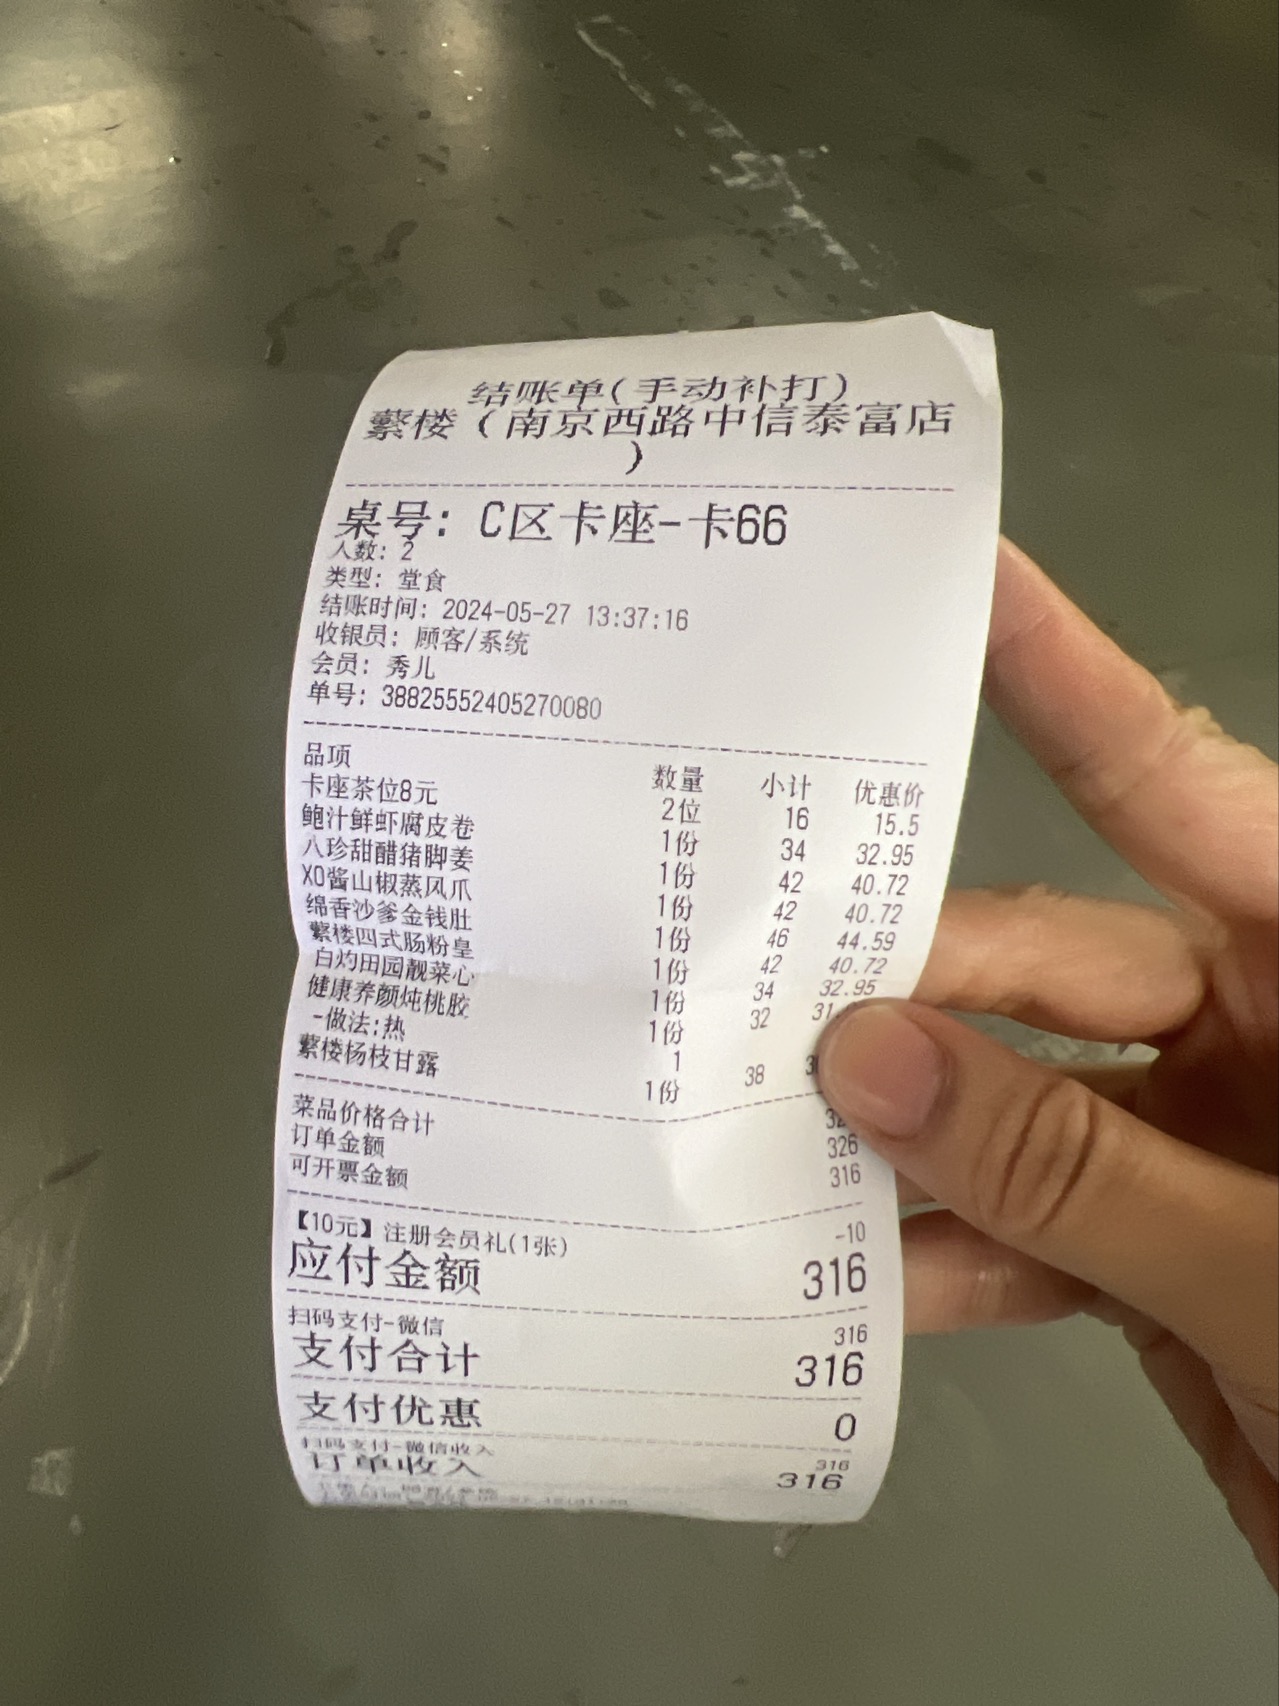 结账单(手动补打)
蘩楼（南京西路中信泰富店
）
桌号: C区卡座-卡66
人数: 2
类型: 堂食
结账时间: 2024-05-27 13:37:16
收银员: 顾客/系统
会员: 秀儿
单号: 38825552405270080
品项 数量 小计 优惠价
卡座茶位8元 2位 16 15.5
鲍汁鲜虾腐皮卷 1份 34 32.95
八珍甜醋猪脚姜 1份 42 40.72
XO酱山椒蒸凤爪 1份 42 40.72
绵香沙爹金钱肚 1份 46 44.59
蘩楼四式肠粉皇 1份 42 40.72
白灼田园靓菜心 1份 34 32.95
健康养颜炖桃胶 1份 32
-做法:热 1
蘩楼杨枝甘露 1份 38
菜品价格合计
订单金额 326
可开票金额 316
【10元】注册会员礼(1张) -10
应付金额 316
扫码支付-微信 316
支付合计 316
支付优惠 0
扫码支付-微信收入 316
订单收入 316